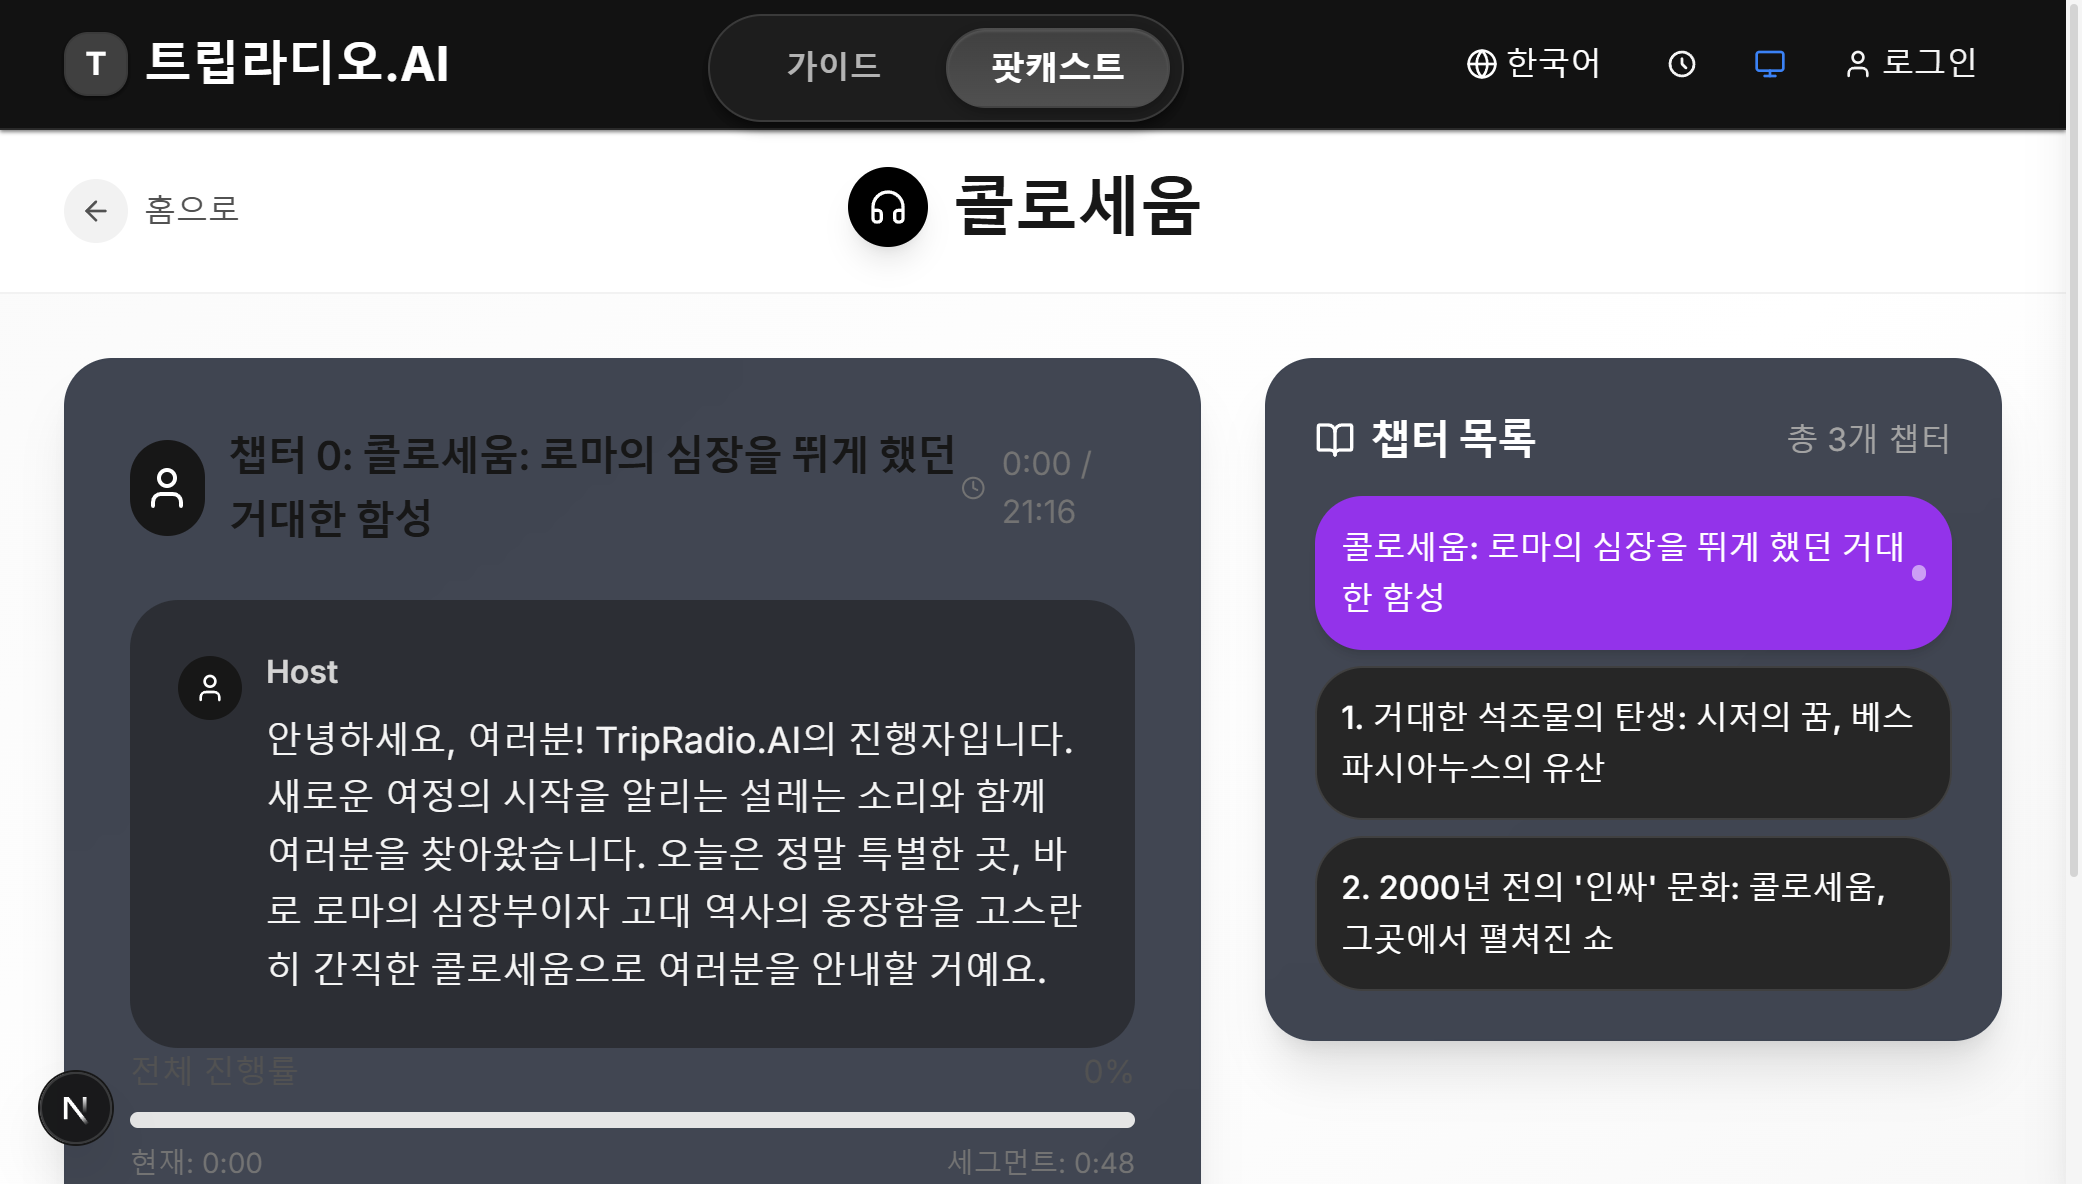 T 트립라디오.AI
가이드 팟캐스트
한국어 로그인
홈으로
콜로세움
챕터 0: 콜로세움: 로마의 심장을 뛰게 했던
거대한 함성
0:00 /
21:16
Host
안녕하세요, 여러분! TripRadio.AI의 진행자입니다.
새로운 여정의 시작을 알리는 설레는 소리와 함께
여러분을 찾아왔습니다. 오늘은 정말 특별한 곳, 바
로 로마의 심장부이자 고대 역사의 웅장함을 고스란
히 간직한 콜로세움으로 여러분을 안내할 거예요.
전체 진행률 0%
현재: 0:00 세그먼트: 0:48
챕터 목록 총 3개 챕터
콜로세움: 로마의 심장을 뛰게 했던 거대
한 함성
1. 거대한 석조물의 탄생: 시저의 꿈, 베스
파시아누스의 유산
2. 2000년 전의 '인싸' 문화: 콜로세움,
그곳에서 펼쳐진 쇼
N